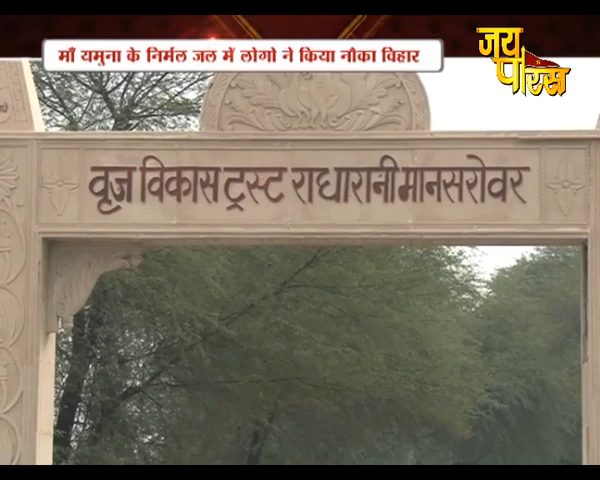 माँ यमुना के निर्मल जल में लोगो ने किया नौका विहार
जय
पारस
वृज विकास ट्रस्ट राधारानी मानसरोवर